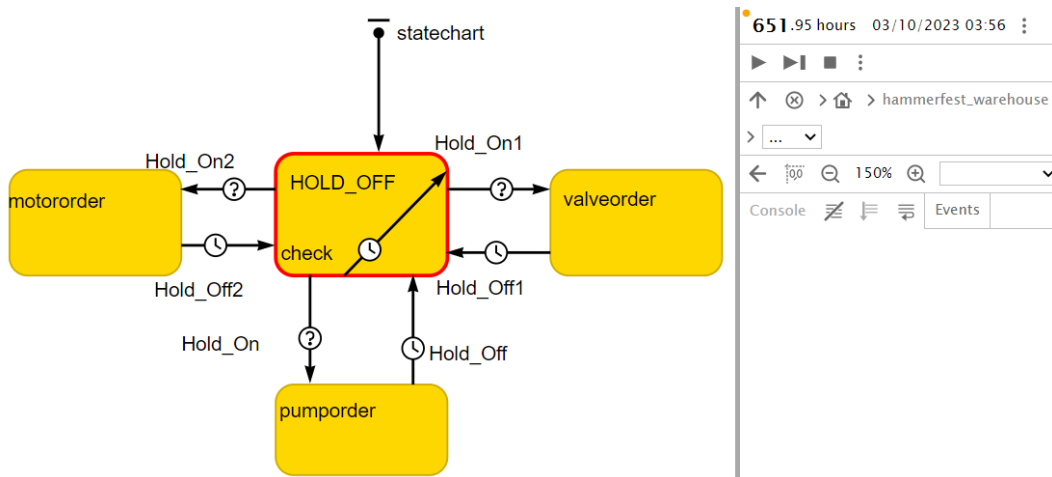 statechart
651.95 hours 03/10/2023 03:56
> hammerfest_warehouse
> ...
150%
Console Events
Hold_On2
Hold_On1
motororder
HOLD_OFF
valveorder
check
Hold_Off2
Hold_Off1
Hold_On
Hold_Off
pumporder